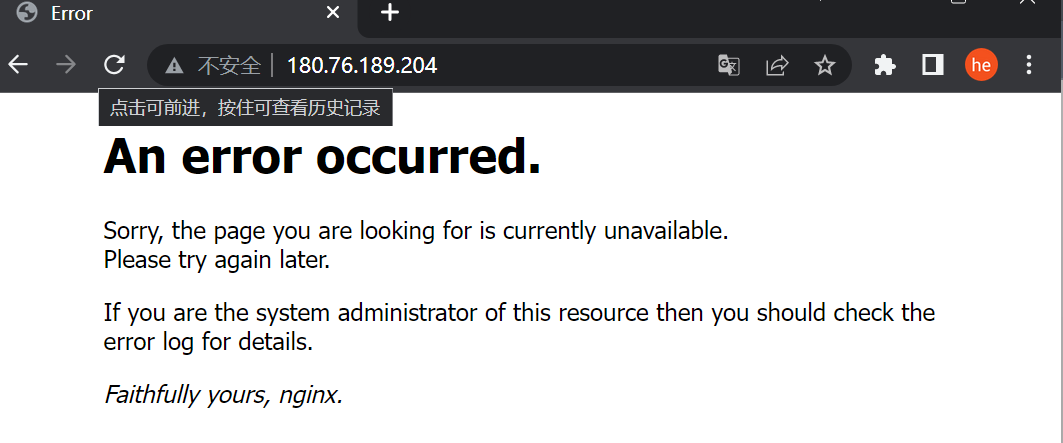 Error
不安全
180.76.189.204
he
点击可前进，按住可查看历史记录
An error occurred.
Sorry, the page you are looking for is currently unavailable.
Please try again later.
If you are the system administrator of this resource then you should check the
error log for details.
Faithfully yours, nginx.